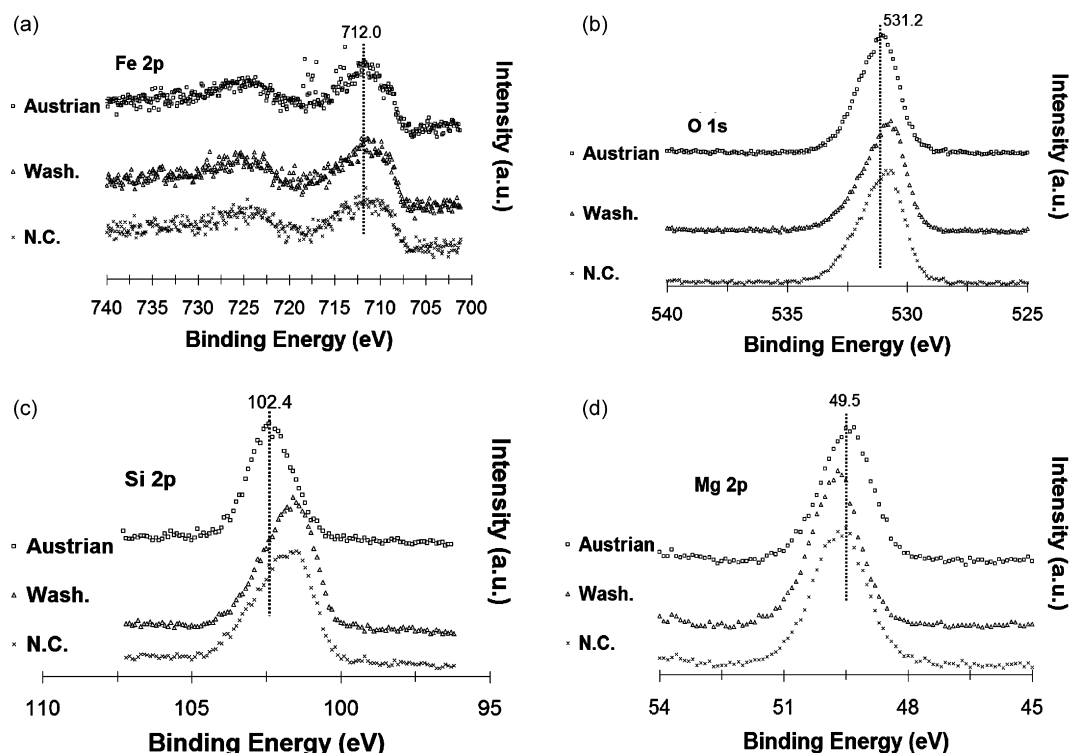 (a)
712.0
Fe 2p
Austrian
Wash.
N.C.
740 735 730 725 720 715 710 705 700
Binding Energy (eV)
Intensity (a.u.)
(b)
531.2
O 1s
Austrian
Wash.
N.C.
540 535 530 525
Binding Energy (eV)
Intensity (a.u.)
(c)
102.4
Si 2p
Austrian
Wash.
N.C.
110 105 100 95
Binding Energy (eV)
Intensity (a.u.)
(d)
49.5
Mg 2p
Austrian
Wash.
N.C.
54 51 48 45
Binding Energy (eV)
Intensity (a.u.)